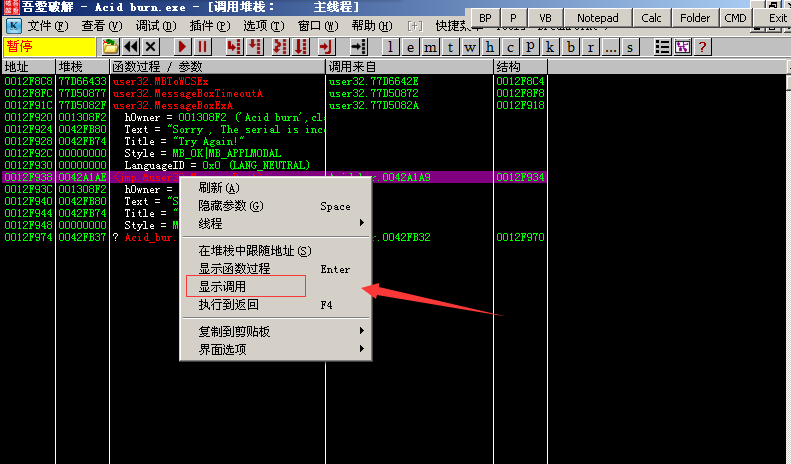 吾爱破解 - Acid burn.exe - [调用堆栈: 主线程]
文件(F) 查看(V) 调试(D) 插件(P) 选项(T) 窗口(W) 帮助(H) [+]
BP P VB Notepad Calc Folder CMD Exit
暂停
l e m t w h c p k b r ... s ?
地址 堆栈 函数过程 / 参数 调用来自 结构
0012F8C8 77D66433 user32.MBToWCSEx user32.77D6642E 0012F8C4
0012F8FC 77D50877 user32.MessageBoxTimeoutA user32.77D50872 0012F8F8
0012F91C 77D5082F user32.MessageBoxExA user32.77D5082A 0012F918
0012F920 001308F2 hOwner = 001308F2 ('Acid burn',cl
0012F924 0042FB80 Text = "Sorry , The serial is inc
0012F928 0042FB74 Title = "Try Again!"
0012F92C 00000000 Style = MB_OK|MB_APPLMODAL
0012F930 00000000 LanguageID = 0x0 (LANG_NEUTRAL)
0012F938 0042A1AE <jmp.&user 0042A1A9 0012F934
0012F93C 001308F2 hOwner =
0012F940 0042FB80 Text = "S
0012F944 0042FB74 Title = "
0012F948 00000000 Style = M
0012F974 0042FB37 ? Acid_bur. 0042FB32 0012F970
刷新(A)
隐藏参数(G) Space
线程
在堆栈中跟随地址(S)
显示函数过程 Enter
显示调用
执行到返回 F4
复制到剪贴板
界面选项